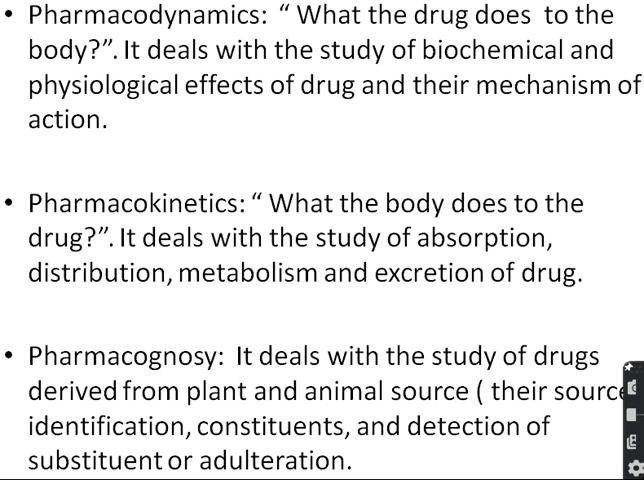 • Pharmacodynamics: “ What the drug does to the
body?”. It deals with the study of biochemical and
physiological effects of drug and their mechanism of
action.
• Pharmacokinetics: “ What the body does to the
drug?”. It deals with the study of absorption,
distribution, metabolism and excretion of drug.
• Pharmacognosy: It deals with the study of drugs
derived from plant and animal source ( their source
identification, constituents, and detection of
substituent or adulteration.